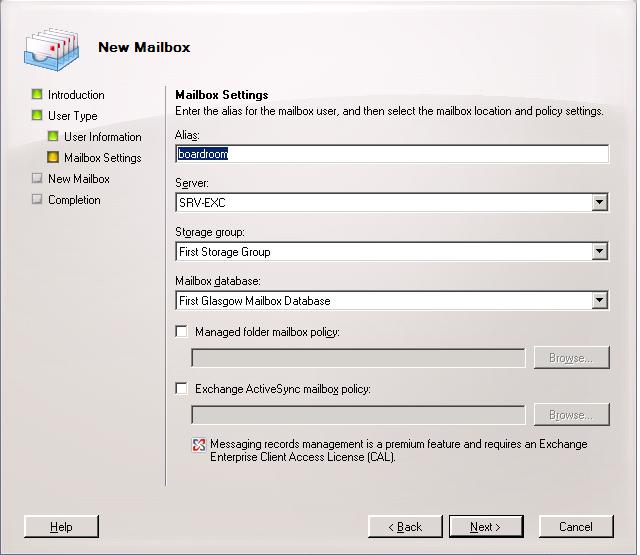 New Mailbox
Introduction
User Type
User Information
Mailbox Settings
New Mailbox
Completion
Mailbox Settings
Enter the alias for the mailbox user, and then select the mailbox location and policy settings.
Alias:
boardroom
Server:
SRV-EXC
Storage group:
First Storage Group
Mailbox database:
First Glasgow Mailbox Database
Managed folder mailbox policy:
Browse...
Exchange ActiveSync mailbox policy:
Browse...
Messaging records management is a premium feature and requires an Exchange
Enterprise Client Access License (CAL).
Help
< Back
Next >
Cancel